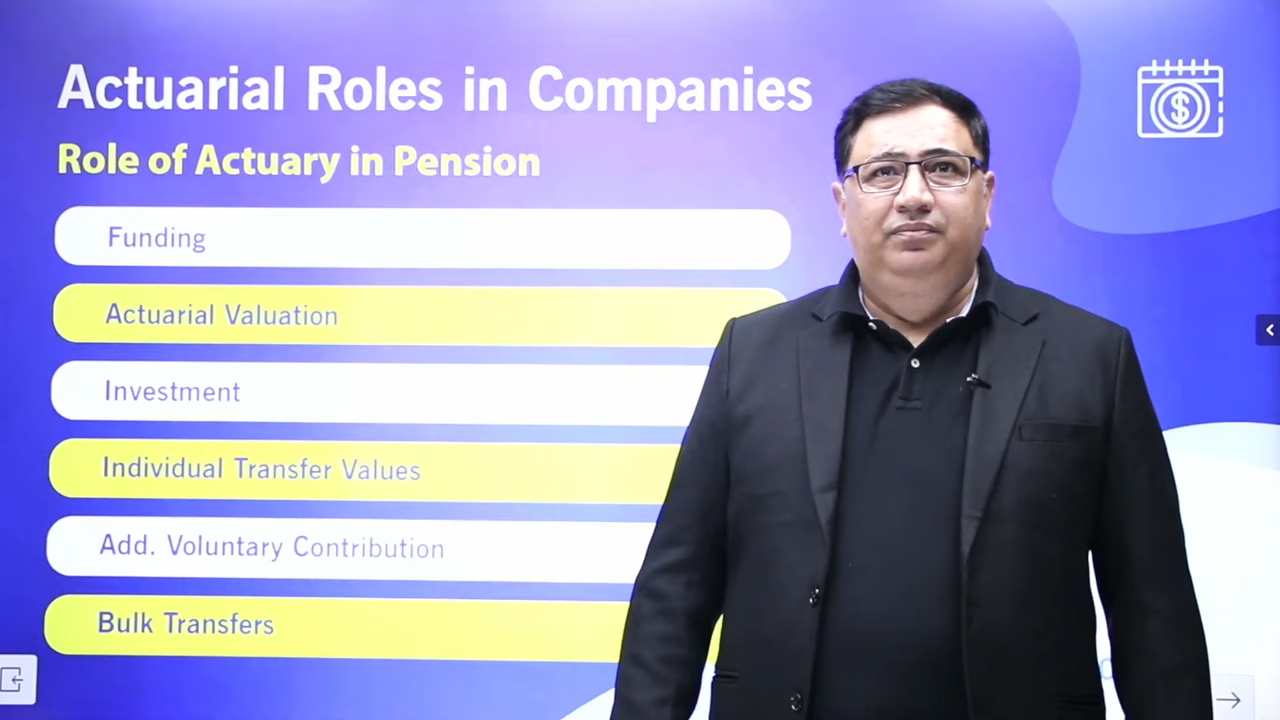 Actuarial Roles in Companies
Role of Actuary in Pension
Funding
Actuarial Valuation
Investment
Individual Transfer Values
Add. Voluntary Contribution
Bulk Transfers
$